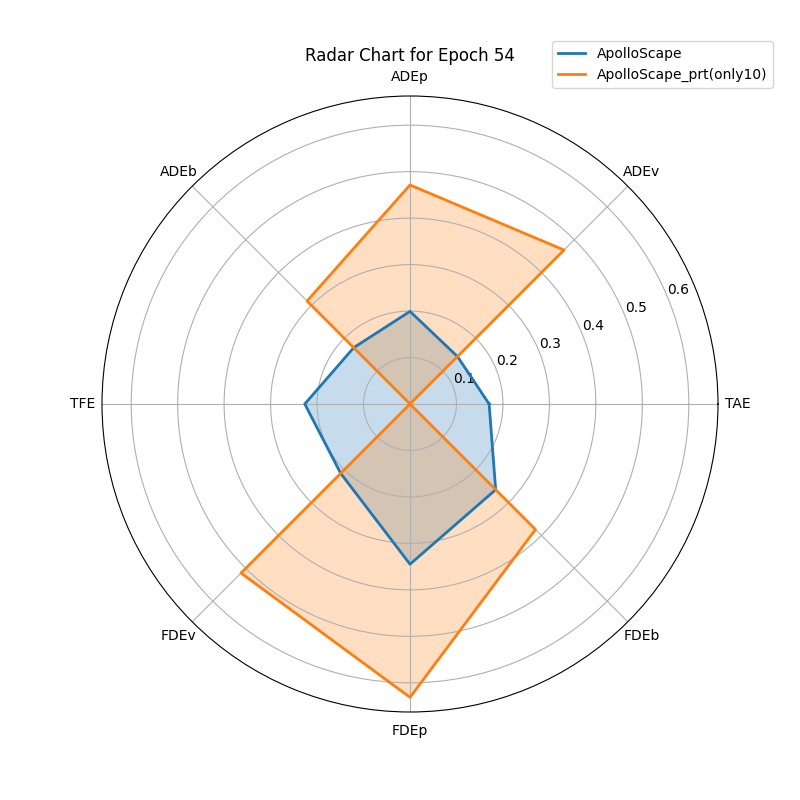 Radar Chart for Epoch 54
ApolloScape
ApolloScape_prt(only10)
ADEp
ADEb
ADEv
0.6
0.5
0.4
0.3
0.2
0.1
TFE
TAE
FDEv
FDEb
FDEp